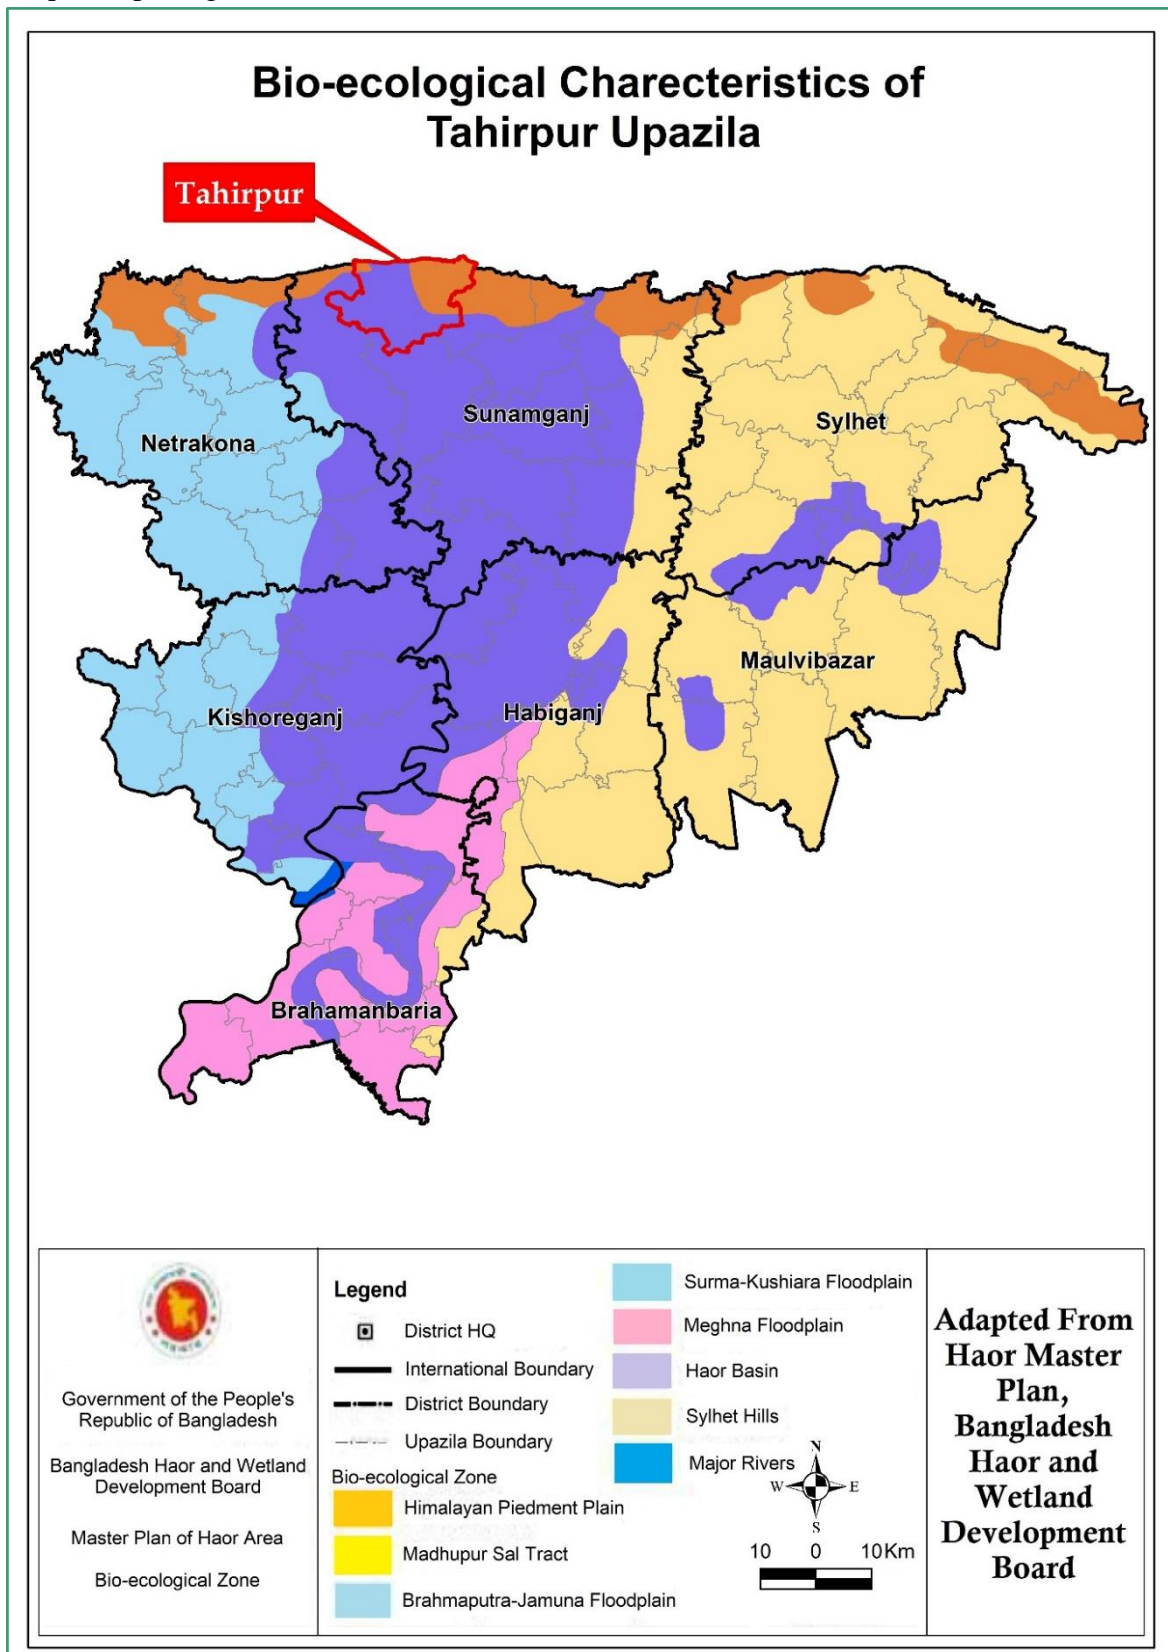 Bio-ecological Charecteristics of
Tahirpur Upazila
Tahirpur
Sunamganj
Netrakona
Sylhet
Maulvibazar
Kishoreganj
Habiganj
Brahamanbaria
Government of the People's
Republic of Bangladesh
Bangladesh Haor and Wetland
Development Board
Master Plan of Haor Area
Bio-ecological Zone
Legend
District HQ
International Boundary
District Boundary
Upazila Boundary
Bio-ecological Zone
Himalayan Piedment Plain
Madhupur Sal Tract
Brahmaputra-Jamuna Floodplain
Surma-Kushiara Floodplain
Meghna Floodplain
Haor Basin
Sylhet Hills
Major Rivers
N
W E
S
10 0 10Km
Adapted From
Haor Master
Plan,
Bangladesh
Haor and
Wetland
Development
Board